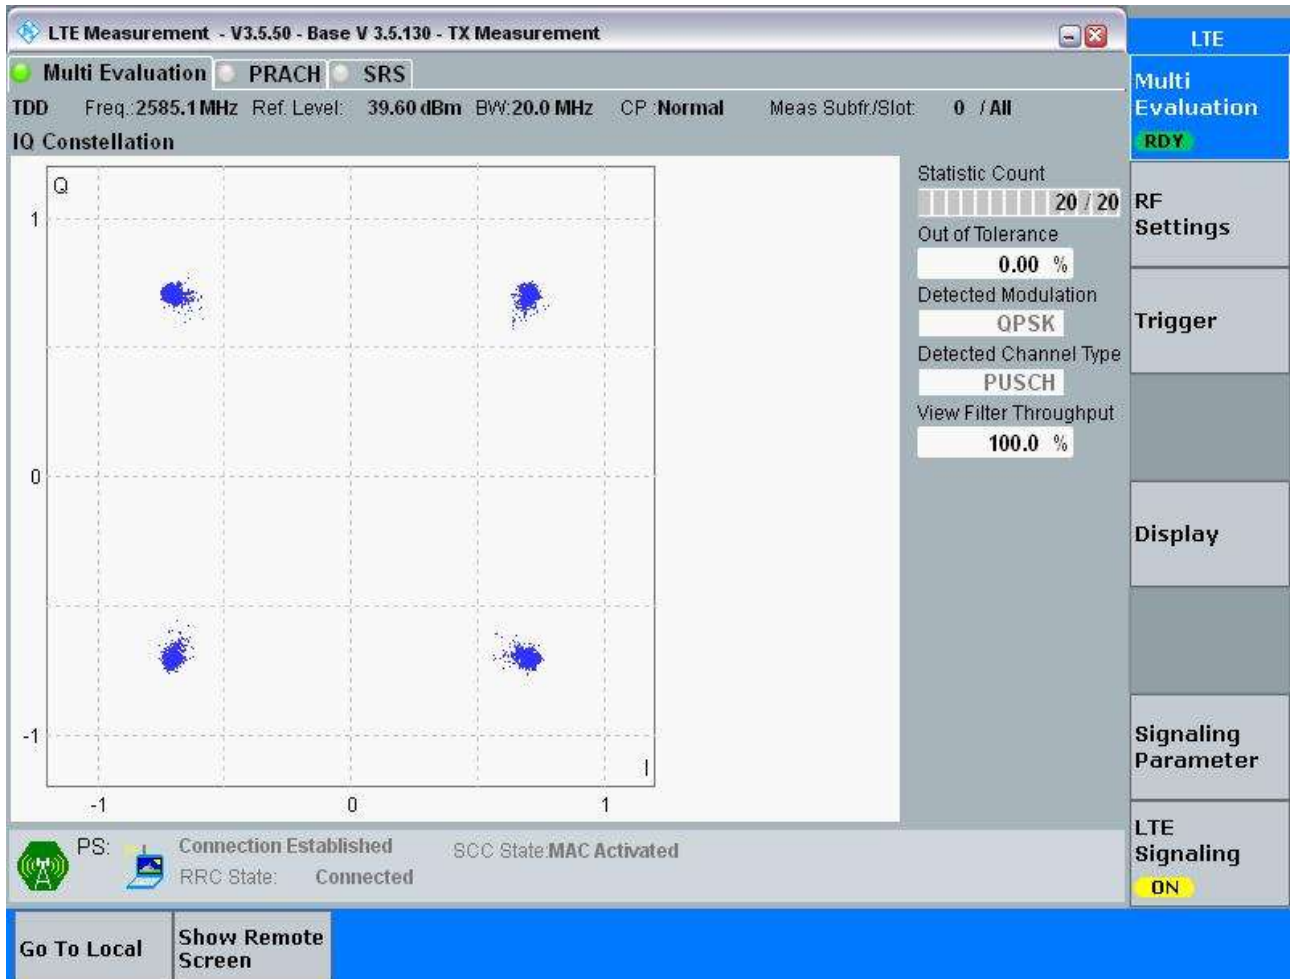 LTE Measurement - V3.5.50 - Base V 3.5.130 - TX Measurement
LTE
Multi Evaluation PRACH SRS
TDD Freq.:2585.1 MHz Ref. Level: 39.60 dBm BW:20.0 MHz CP :Normal Meas Subfr./Slot: 0 / All
IQ Constellation
Q
1
0
-1
-1 0 1
I
Statistic Count
20 / 20
Out of Tolerance
0.00 %
Detected Modulation
QPSK
Detected Channel Type
PUSCH
View Filter Throughput
100.0 %
Multi
Evaluation
RDY
RF
Settings
Trigger
Display
Signaling
Parameter
LTE
Signaling
ON
PS: Connection Established SCC State:MAC Activated
RRC State: Connected
Go To Local
Show Remote
Screen